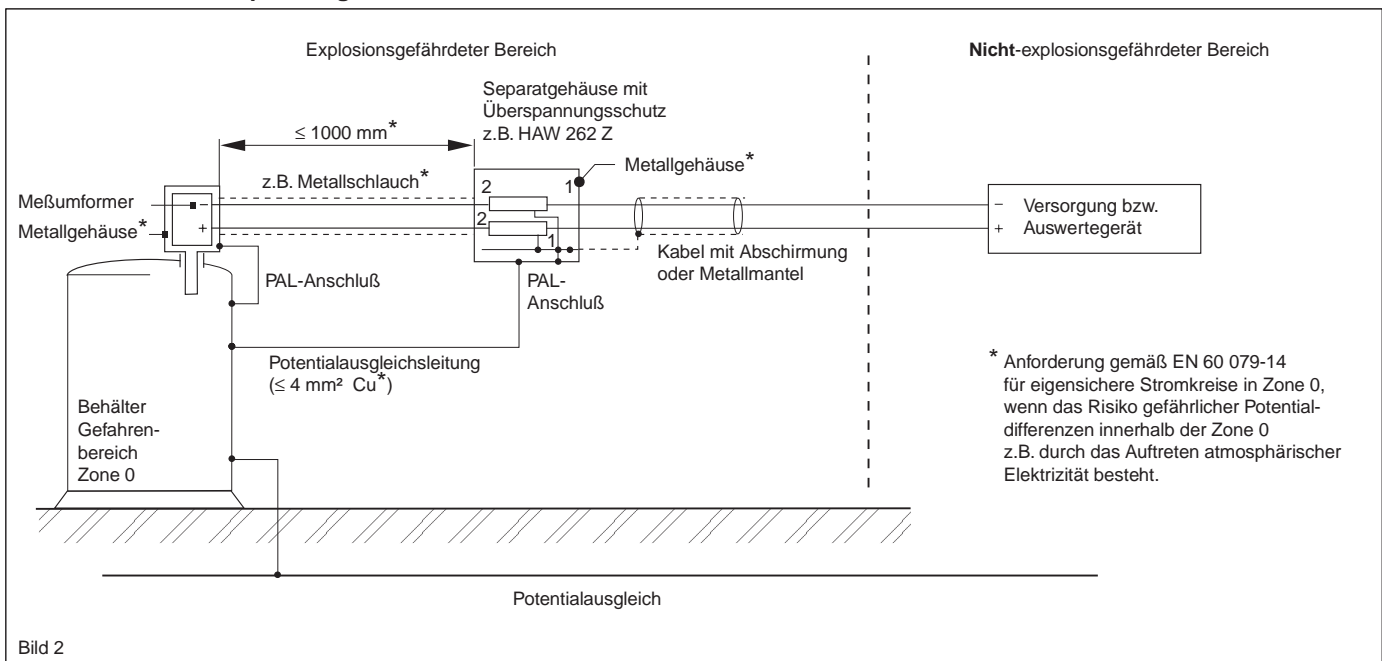 Explosionsgefährdeter Bereich
Nicht-explosionsgefährdeter Bereich
Separatgehäuse mit
Überspannungsschutz
z.B. HAW 262 Z
≤ 1000 mm*
Metallgehäuse*
z.B. Metallschlauch*
2
1
Meßumformer
−
−
Versorgung bzw.
Metallgehäuse*
+
2
1
+
Auswertegerät
Kabel mit Abschirmung
oder Metallmantel
PAL-Anschluß
PAL-
Anschluß
Potentialausgleichsleitung
(≤ 4 mm² Cu*)
* Anforderung gemäß EN 60 079-14
für eigensichere Stromkreise in Zone 0,
wenn das Risiko gefährlicher Potential-
differenzen innerhalb der Zone 0
z.B. durch das Auftreten atmosphärischer
Elektrizität besteht.
Behälter
Gefahren-
bereich
Zone 0
Potentialausgleich
Bild 2